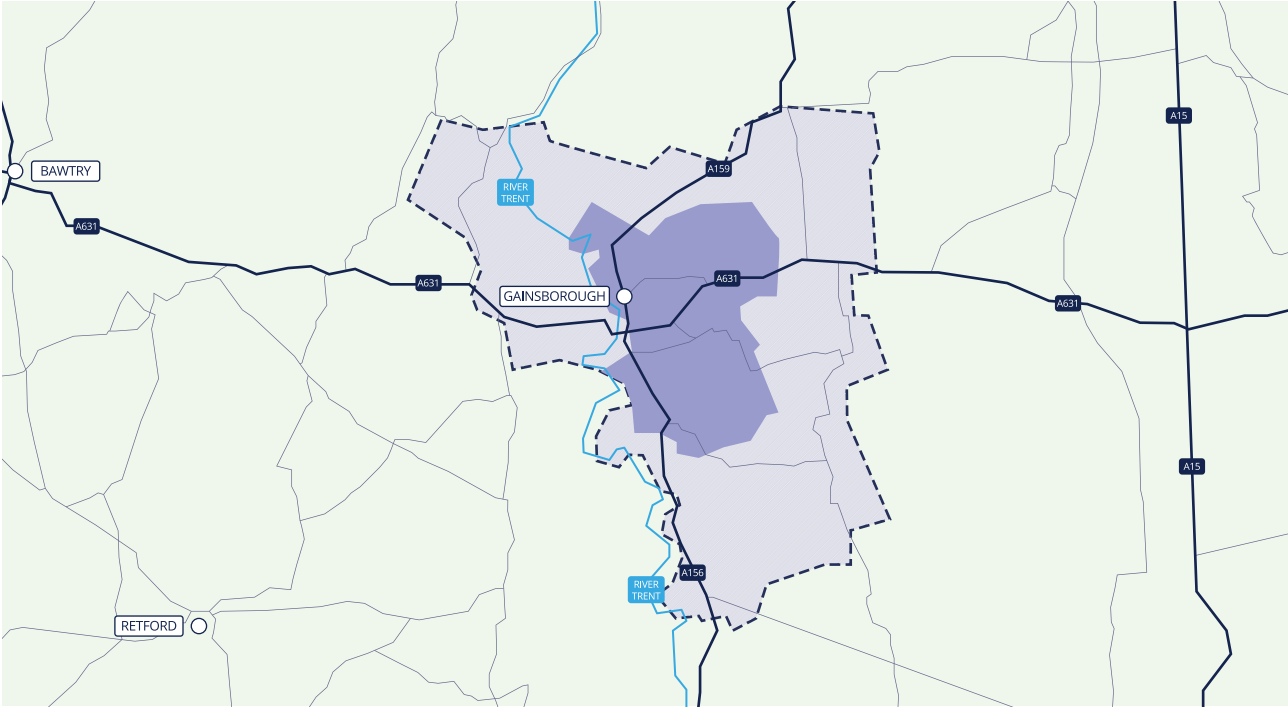 A15
BAWTRY
A159
RIVER
TRENT
A631
A631
A631
GAINSBOROUGH
A631
A15
A156
RIVER
TRENT
RETFORD